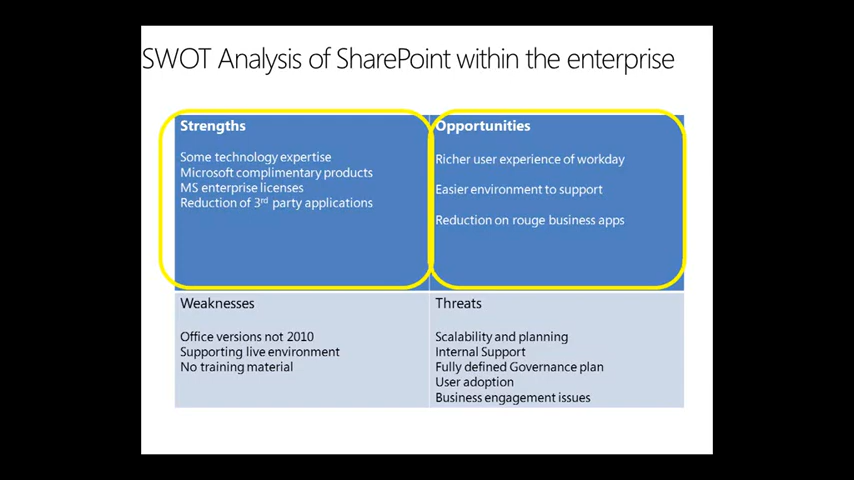 SWOT Analysis of SharePoint within the enterprise
Strengths
Some technology expertise
Microsoft complimentary products
MS enterprise licenses
Reduction of 3rd party applications
Opportunities
Richer user experience of workday
Easier environment to support
Reduction on rouge business apps
Weaknesses
Office versions not 2010
Supporting live environment
No training material
Threats
Scalability and planning
Internal Support
Fully defined Governance plan
User adoption
Business engagement issues